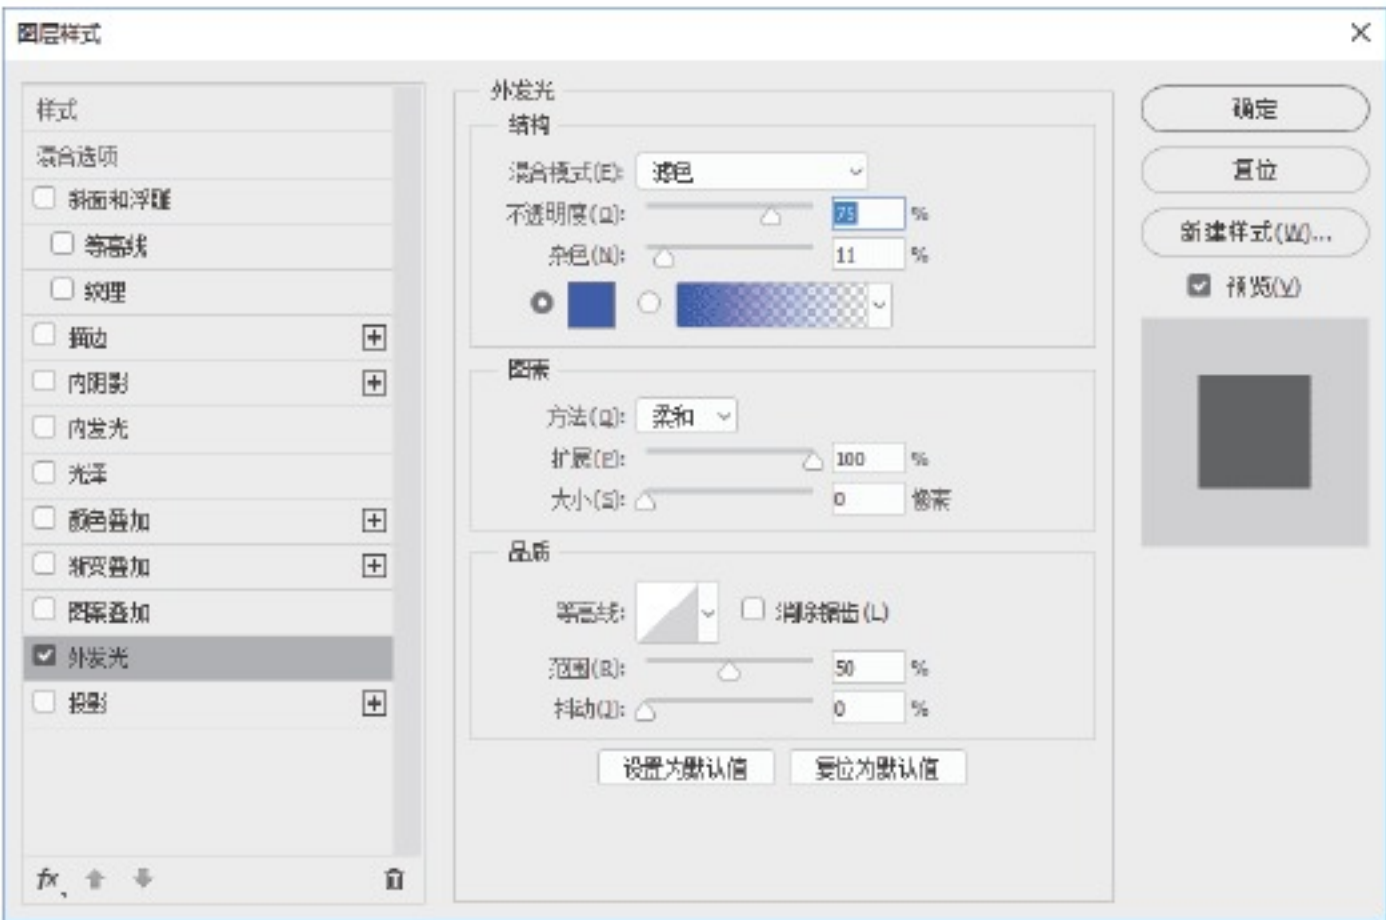 图层样式
样式
混合选项
斜面和浮雕
等高线
纹理
描边
内阴影
内发光
光泽
颜色叠加
渐变叠加
图案叠加
外发光
投影
fx
外发光
结构
混合模式(E): 滤色
不透明度(O): 75 %
杂色(N): 11 %
图素
方法(Q): 柔和
扩展(P): 100 %
大小(S): 0 像素
品质
等高线: 消除锯齿(L)
范围(R): 50 %
抖动(J): 0 %
设置为默认值 复位为默认值
确定
复位
新建样式(W)...
预览(V)